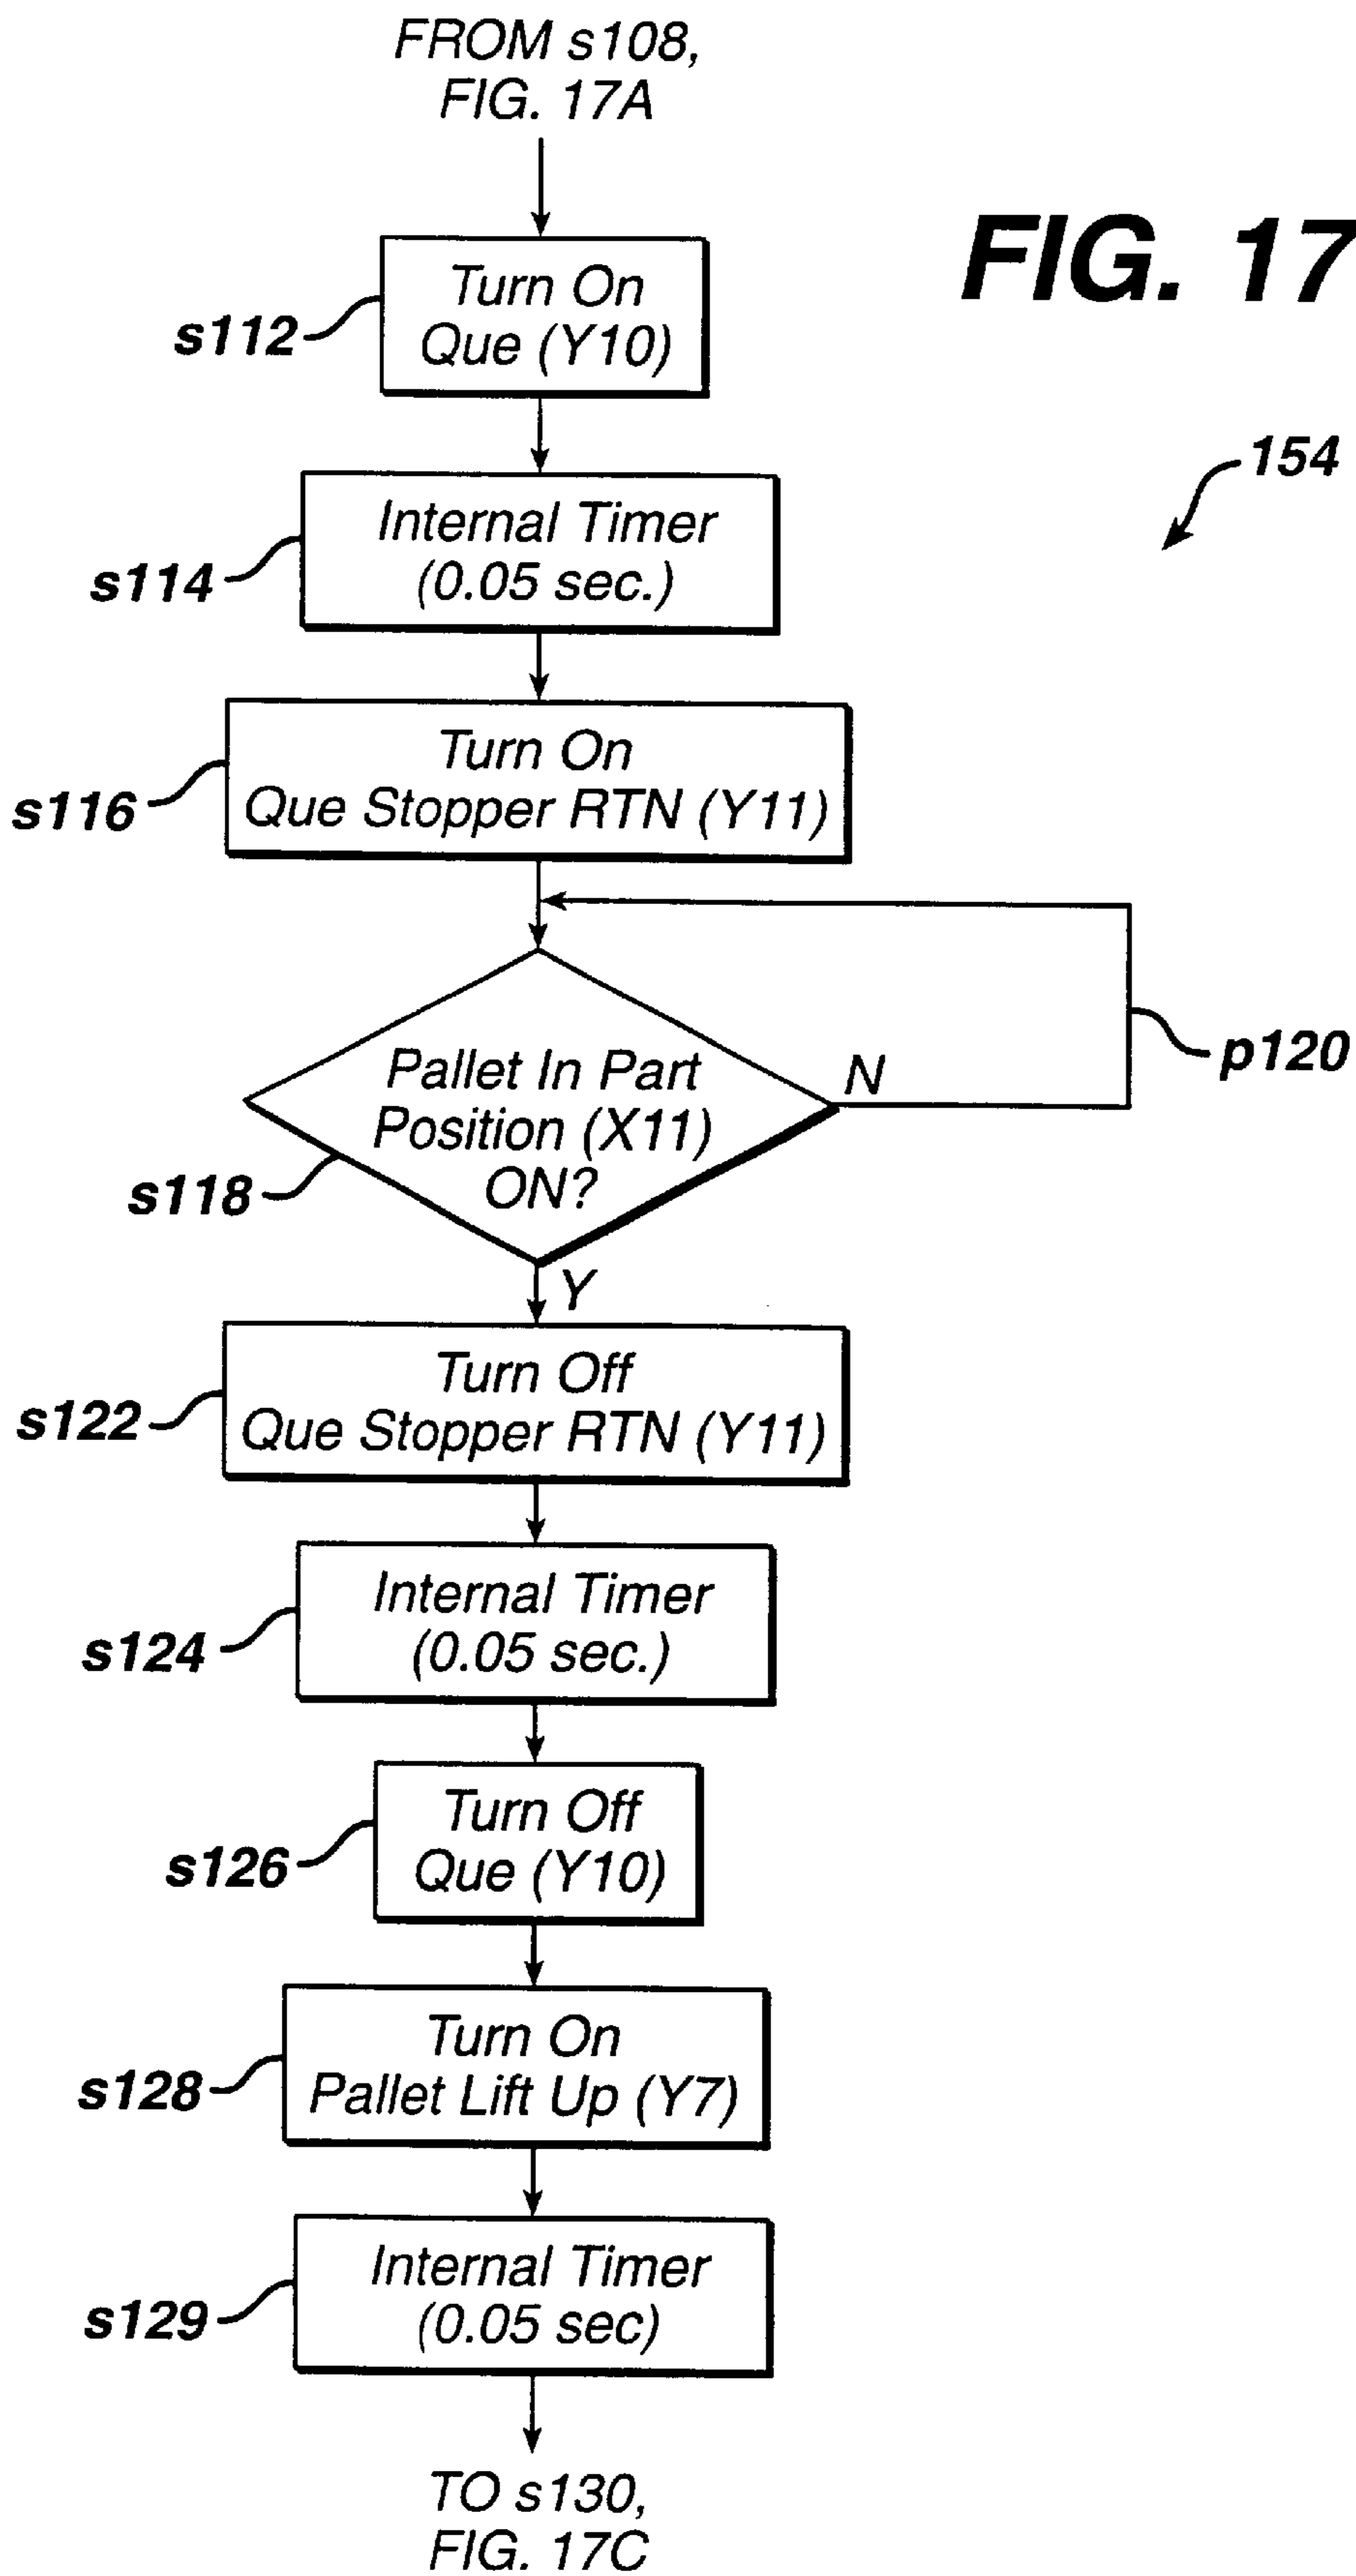 FROM s108,
FIG. 17A
FIG. 17
Turn On
Que (Y10)
s112
154
Internal Timer
(0.05 sec.)
s114
Turn On
Que Stopper RTN (Y11)
s116
p120
Pallet In Part
Position (X11)
ON?
N
s118
Y
Turn Off
Que Stopper RTN (Y11)
s122
Internal Timer
(0.05 sec.)
s124
Turn Off
Que (Y10)
s126
Turn On
Pallet Lift Up (Y7)
s128
Internal Timer
(0.05 sec)
s129
TO s130,
FIG. 17C